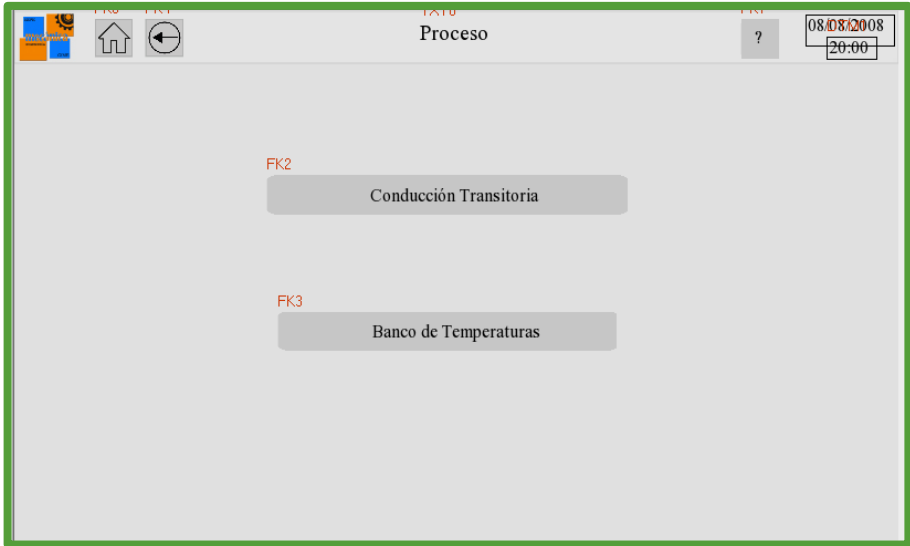 Proceso
?
08/08/2008
20:00
FK2
Conducción Transitoria
FK3
Banco de Temperaturas